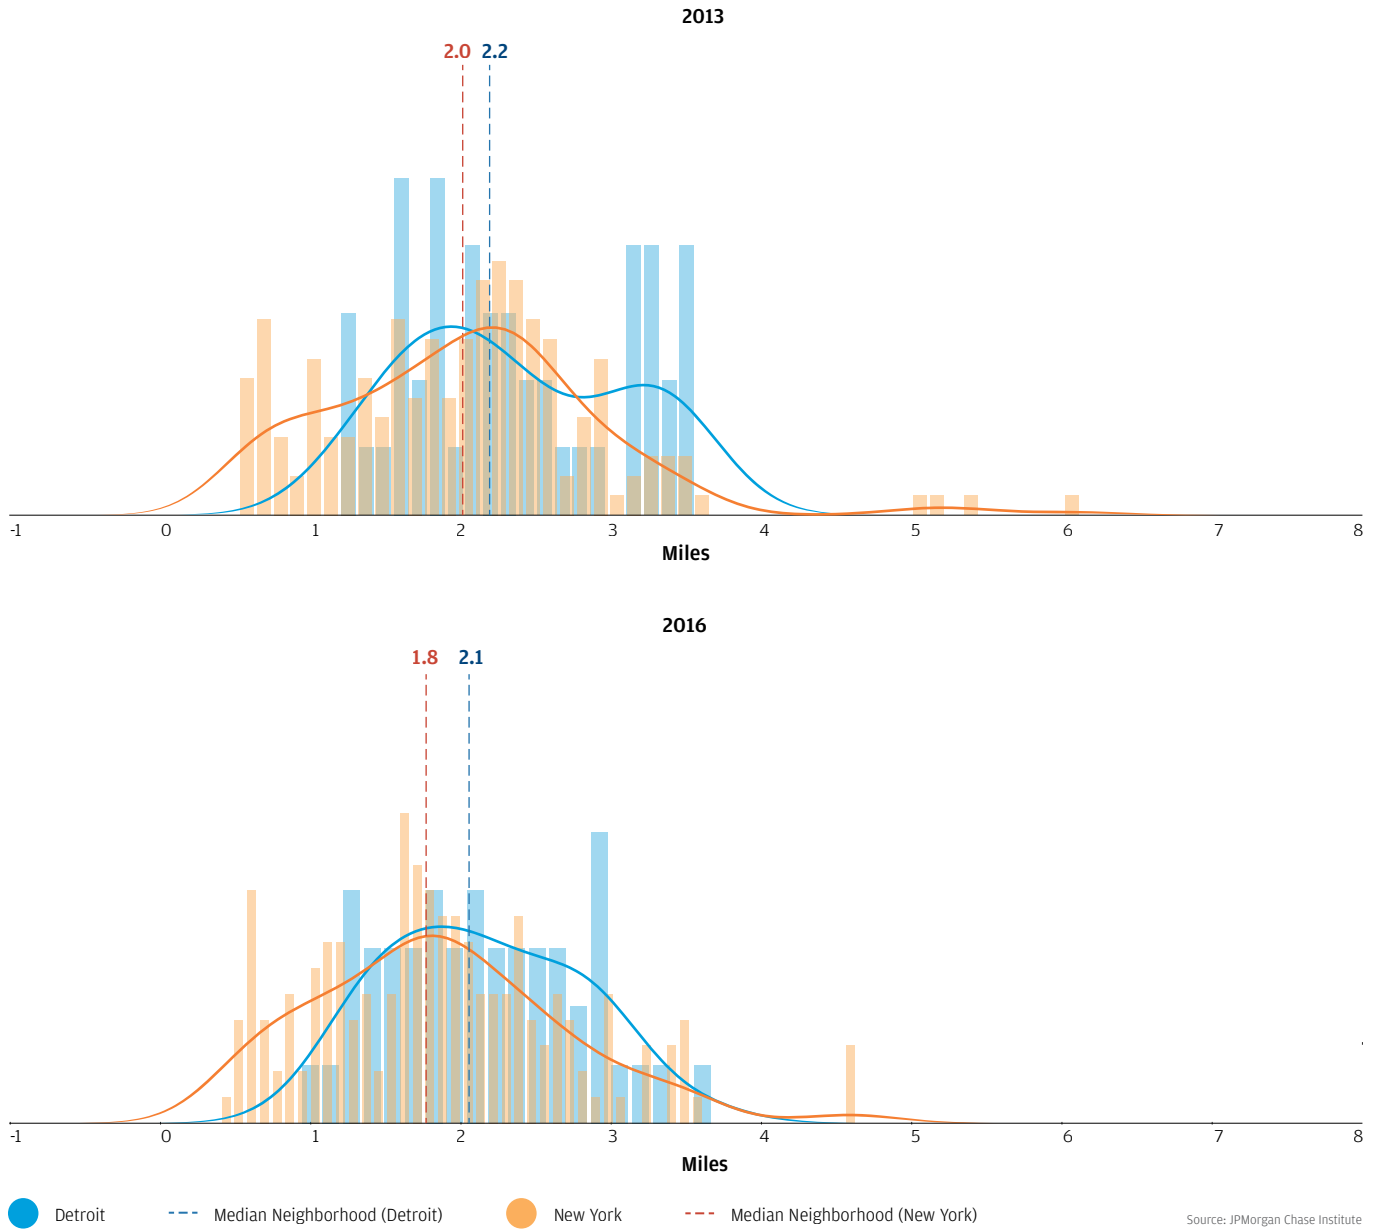 2013
2.0 2.2
-1 0 1 2 3 4 5 6 7 8
Miles
2016
1.8 2.1
-1 0 1 2 3 4 5 6 7 8
Miles
Detroit Median Neighborhood (Detroit) New York Median Neighborhood (New York)
Source: JPMorgan Chase Institute